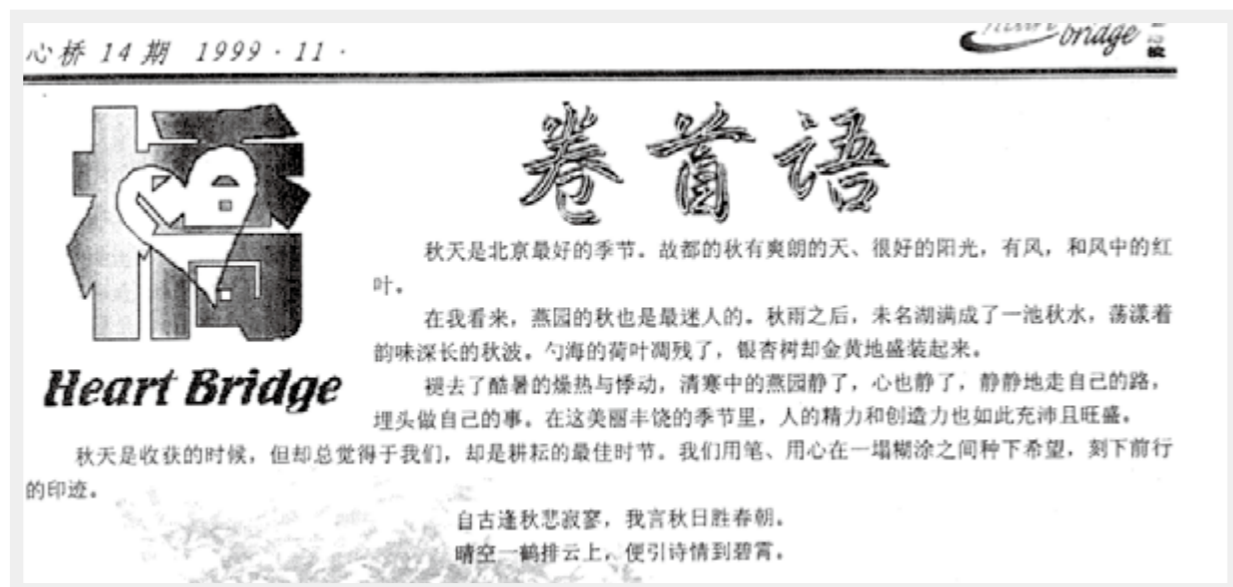 心桥 14 期 1999 · 11 ·
bridge
桥
卷首语
秋天是北京最好的季节。故都的秋有爽朗的天、很好的阳光，有风，和风中的红
叶。
在我看来，燕园的秋也是最迷人的。秋雨之后，未名湖满成了一池秋水，荡漾着
韵味深长的秋波。勺海的荷叶凋残了，银杏树却金黄地盛装起来。
Heart Bridge
褪去了酷暑的燥热与悸动，清寒中的燕园静了，心也静了，静静地走自己的路，
埋头做自己的事。在这美丽丰饶的季节里，人的精力和创造力也如此充沛且旺盛。
秋天是收获的时候，但却总觉得于我们，却是耕耘的最佳时节。我们用笔、用心在一塌糊涂之间种下希望，刻下前行
的印迹。
自古逢秋悲寂寥，我言秋日胜春朝。
晴空一鹤排云上，便引诗情到碧霄。